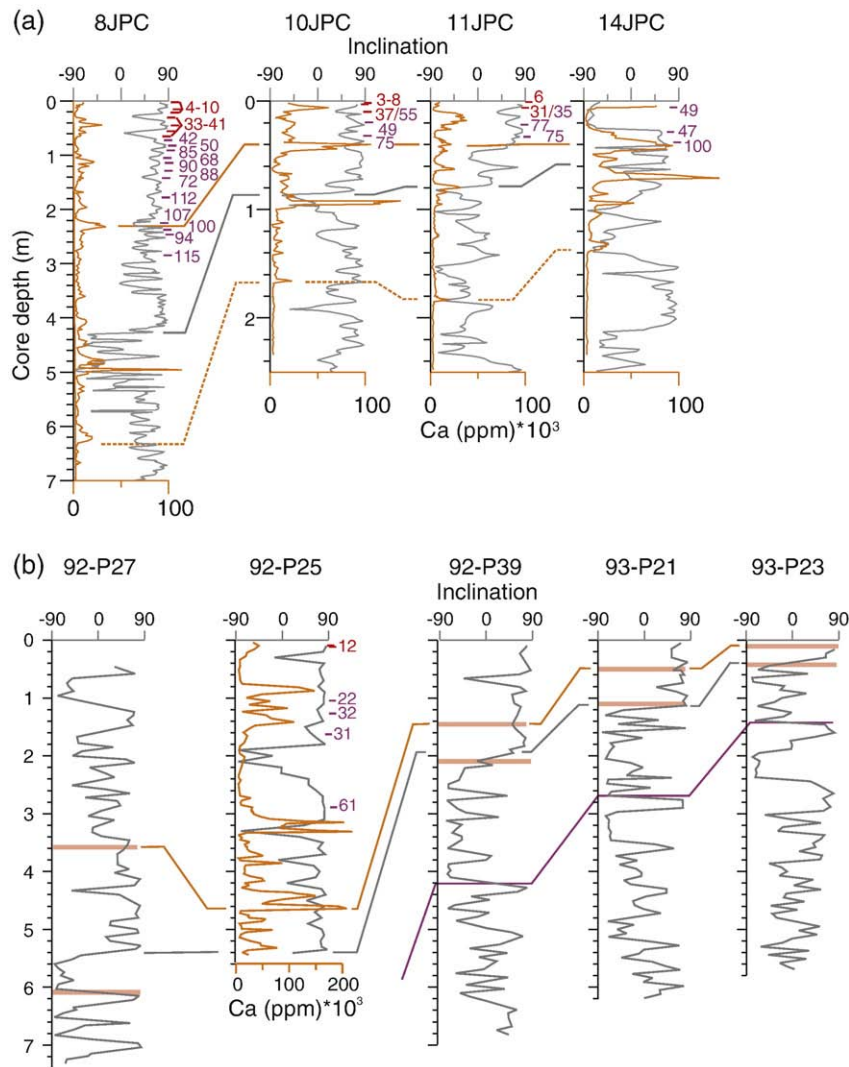 (a)
8JPC 10JPC 11JPC 14JPC
Inclination
-90 0 90 -90 0 90 -90 0 90 -90 0 90
0 4-10 0 3-8 6 49
33-41 37/55 31/35 47
42 50 49 77 100
85 68 75 75
1 90 88
72
2 112 1
107 100
94
3 115
Core depth (m)
4 2
5
0 100 0 100
6 Ca (ppm)*10³
7
0 100
(b)
92-P27 92-P25 92-P39 93-P21 93-P23
Inclination
-90 0 90 -90 0 90 -90 0 90 -90 0 90 -90 0 90
0 12
1 22
32
31
2
3 61
4
5
0 100 200
6 Ca (ppm)*10³
7